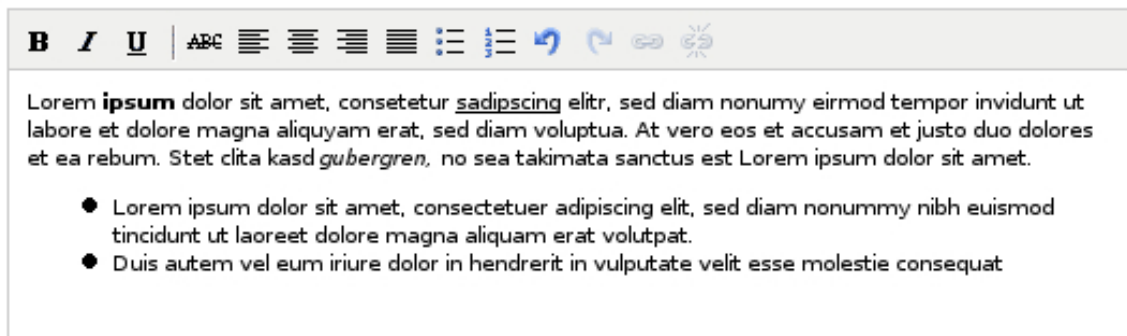 B I U ABC
Lorem ipsum dolor sit amet, consetetur sadipscing elitr, sed diam nonumy eirmod tempor invidunt ut
labore et dolore magna aliquyam erat, sed diam voluptua. At vero eos et accusam et justo duo dolores
et ea rebum. Stet clita kasd gubergren, no sea takimata sanctus est Lorem ipsum dolor sit amet.
● Lorem ipsum dolor sit amet, consectetuer adipiscing elit, sed diam nonummy nibh euismod
tincidunt ut laoreet dolore magna aliquam erat volutpat.
● Duis autem vel eum iriure dolor in hendrerit in vulputate velit esse molestie consequat